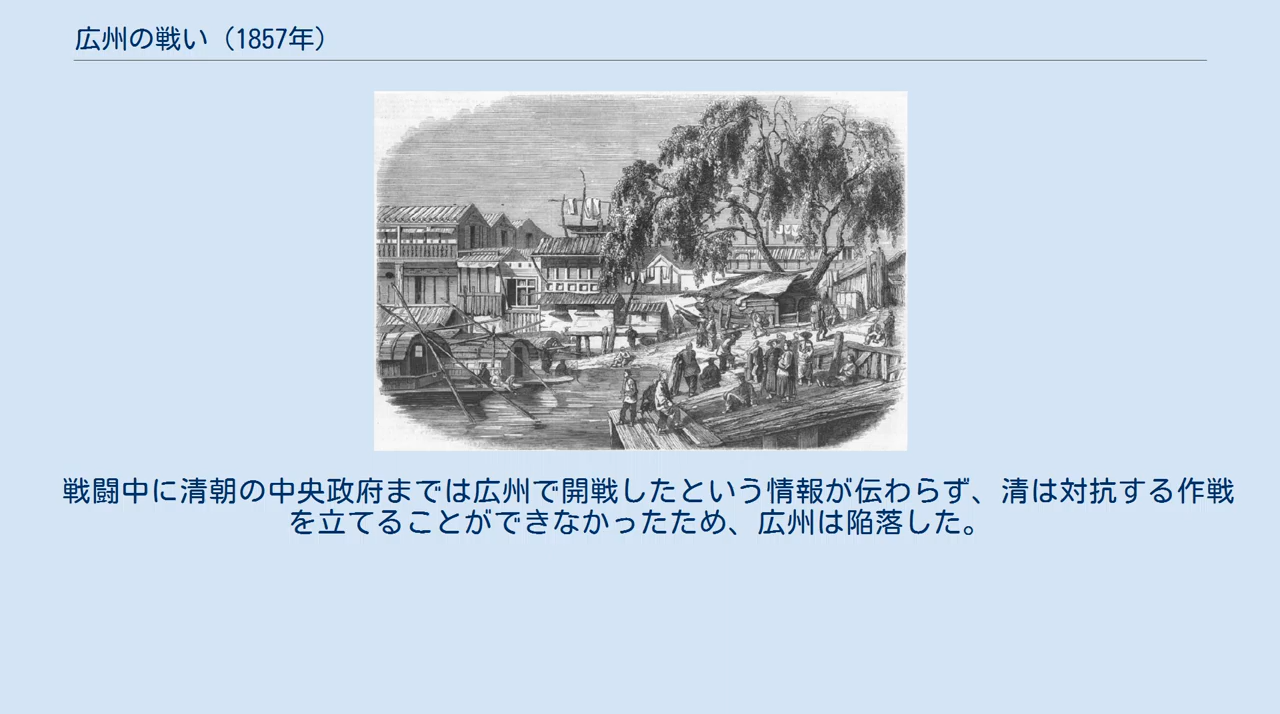 広州の戦い（1857年）
戦闘中に清朝の中央政府までは広州で開戦したという情報が伝わらず、清は対抗する作戦
を立てることができなかったため、広州は陥落した。